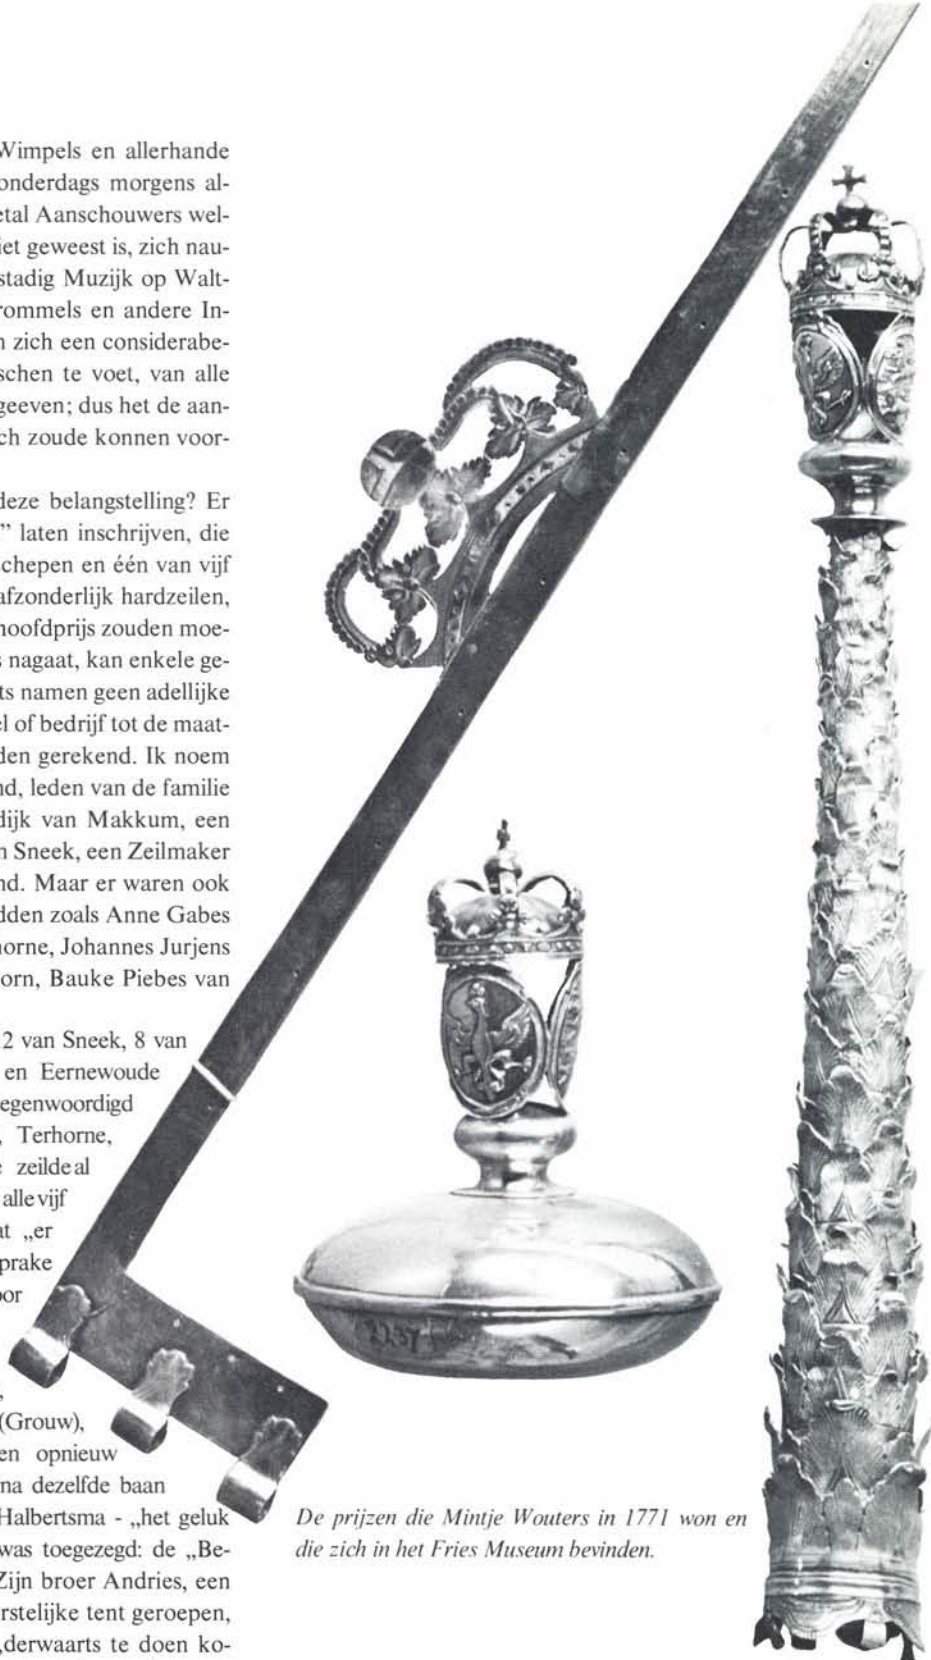 Wimpels en allerhande
onderdags morgens al-
etal Aanschouwers wel-
iet geweest is, zich nau-
stadig Muzijk op Walt-
rommels en andere In-
n zich een considerabe-
schen te voet, van alle
geeven; dus het de aan-
ch zoude konnen voor-
deze belangstelling? Er
” laten inschrijven, die
chepen en één van vijf
afzonderlijk hardzeilen,
hoofdprijs zouden moe-
s nagaat, kan enkele ge-
ts namen geen adellijke
el of bedrijf tot de maat-
den gerekend. Ik noem
nd, leden van de familie
dijk van Makkum, een
n Sneek, een Zeilmaker
nd. Maar er waren ook
dden zoals Anne Gabes
horne, Johannes Jurjens
orn, Bauke Piebes van
2 van Sneek, 8 van
en Eernewoude
egenwoordigd
, Terhorne,
e zeilde al
alle vijf
at „er
prake
oor
,
(Grouw),
en opnieuw
na dezelfde baan
Halbertsma - „het geluk
was toegezegd: de „Be-
Zijn broer Andries, een
rstelijke tent geroepen,
„derwaarts te doen ko-
De prijzen die Mintje Wouters in 1771 won en
die zich in het Fries Museum bevinden.
2237